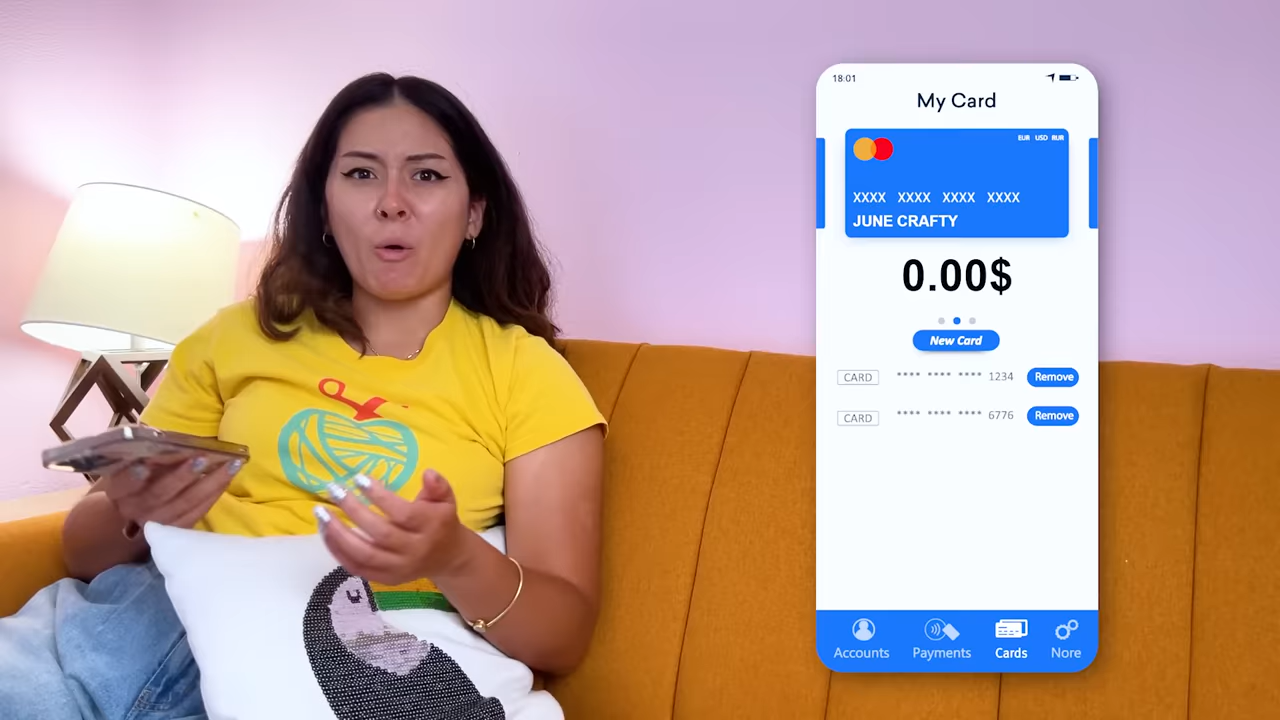 18:01
My Card
EUR USD RUR
XXXX XXXX XXXX XXXX
JUNE CRAFTY
0.00$
New Card
CARD **** **** **** 1234 Remove
CARD **** **** **** 6776 Remove
Accounts Payments Cards Nore